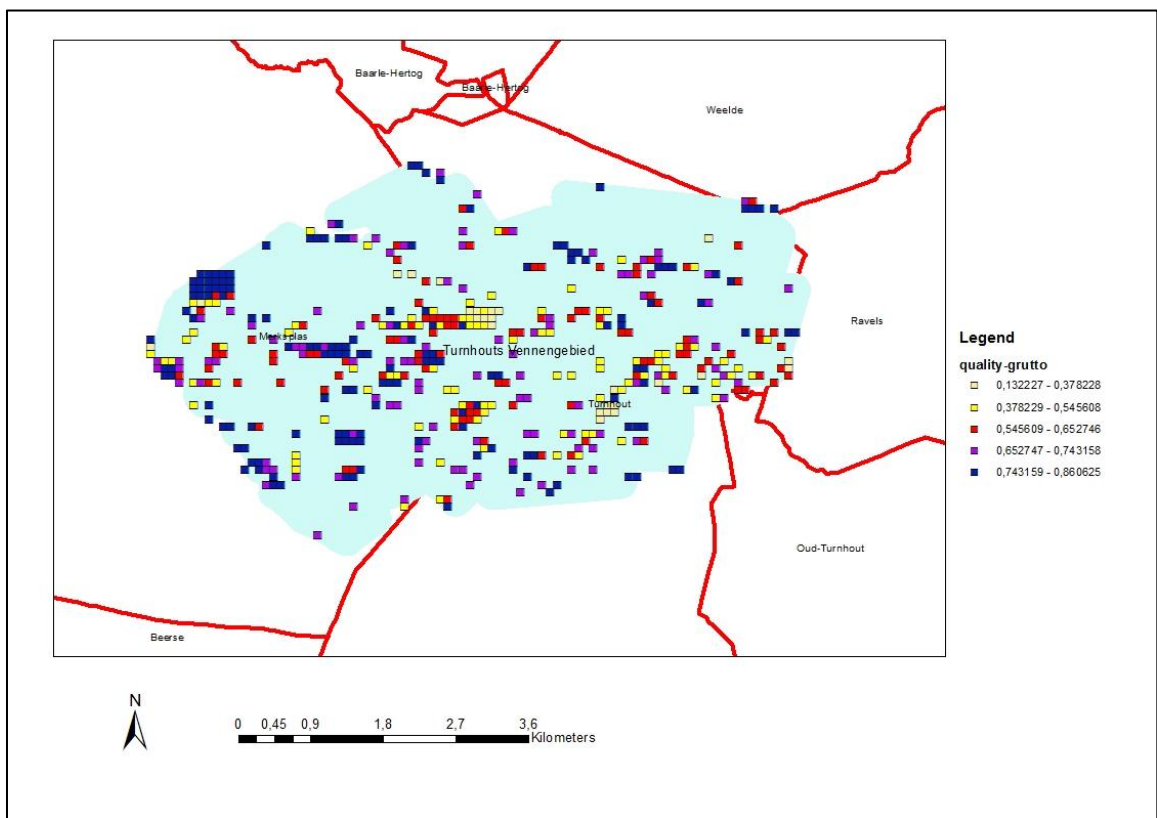 Baarle-Hertog
Baarle-Hertog
Weelde
Merksplas
Turnhouts Vennengebied
Turnhout
Ravels
Oud-Turnhout
Beerse
Legend
quality-grutto
0,132227 - 0,378228
0,378229 - 0,545608
0,545609 - 0,652746
0,652747 - 0,743158
0,743159 - 0,860625
N
0 0,45 0,9 1,8 2,7 3,6
Kilometers